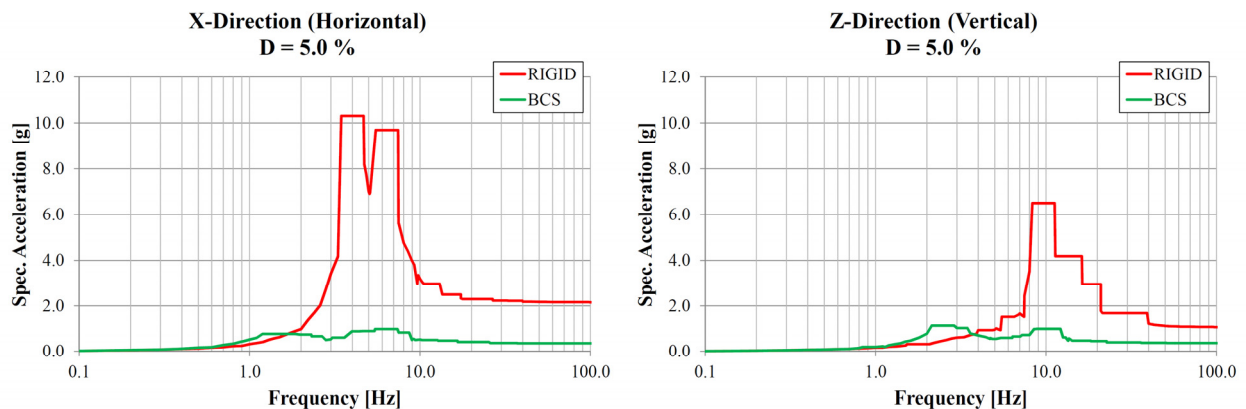 X-Direction (Horizontal)
D = 5.0 %
12.0
10.0
8.0
6.0
4.0
2.0
0.0
Spec. Acceleration [g]
RIGID
BCS
0.1
1.0
10.0
100.0
Frequency [Hz]
Z-Direction (Vertical)
D = 5.0 %
12.0
10.0
8.0
6.0
4.0
2.0
0.0
Spec. Acceleration [g]
RIGID
BCS
0.1
1.0
10.0
100.0
Frequency [Hz]